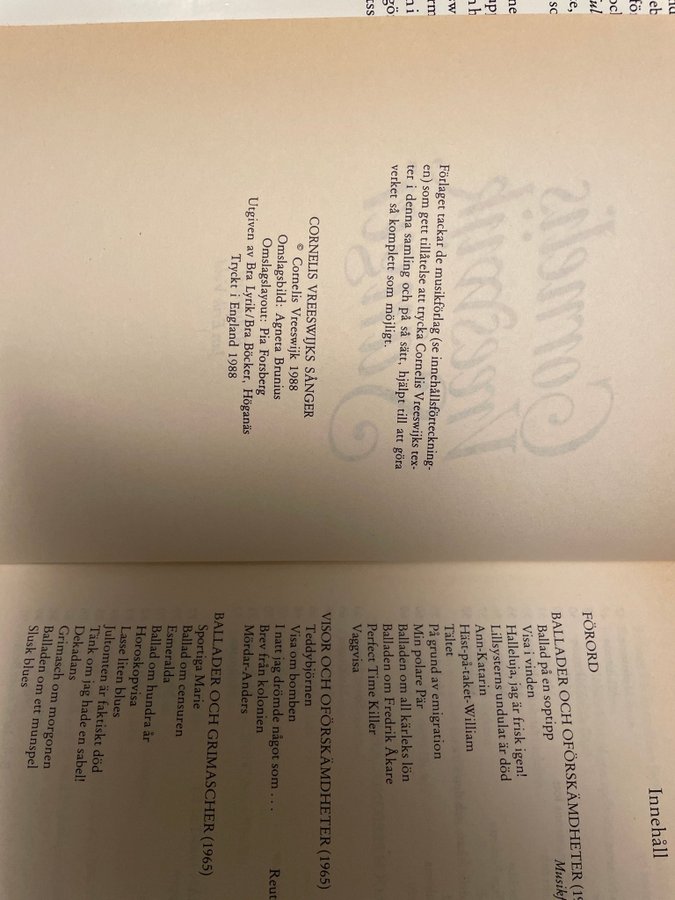 Förlaget tackar de musikförlag (se innehållsförteckning-
en) som gett tillåtelse att trycka Cornelis Vreeswijks tex-
ter i denna samling och på så sätt, hjälpt till att göra
verket så komplett som möjligt.
CORNELIS VREESWIJKS SÅNGER
© Cornelis Vreeswijk 1988
Omslagsbild: Agneta Brunius
Omslagslayout: Pia Forsberg
Utgiven av Bra Lyrik/Bra Böcker, Höganäs
Tryckt i England 1988
Innehåll
FÖRORD
BALLADER OCH OFÖRSKÄMDHETER (19
Musikf
Ballad på en soptipp
Visa i vinden
Halleluja, jag är frisk igen!
Lillsysterns undulat är död
Ann-Katarin
Häst-på-taket-William
Tältet
På grund av emigration
Min polare Pär
Balladen om all kärleks lön
Balladen om Fredrik Åkare
Perfect Time Killer
Vaggvisa
VISOR OCH OFÖRSKÄMDHETER (1965)
Teddybjörnen
Visa om bomben
I natt jag drömde något som . . . .
Brev från kolonien
Reut
Mördar-Anders
BALLADER OCH GRIMASCHER (1965)
Sportiga Marie
Ballad om censuren
Esmeralda
Ballad om hundra år
Horoskopvisa
Lasse liten blues
Jultomten är faktiskt död
Tänk om jag hade en sabel!
Dekadans
Grimasch om morgonen
Balladen om ett munspel
Slusk blues